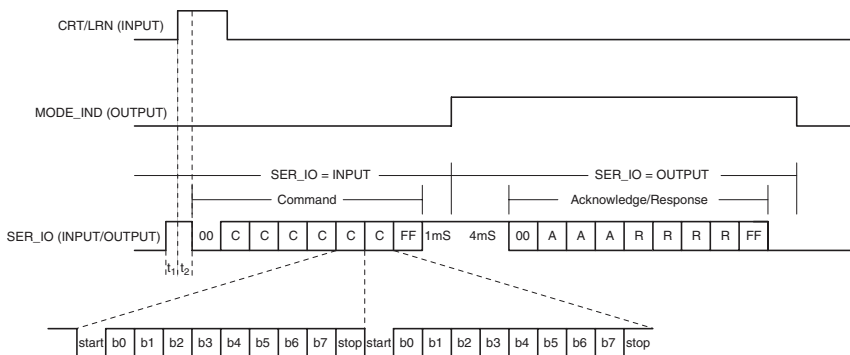 CRT/LRN (INPUT)
MODE_IND (OUTPUT)
SER_IO = INPUT SER_IO = OUTPUT
Command Acknowledge/Response
SER_IO (INPUT/OUTPUT) 00 C C C C C C FF 1mS 4mS 00 A A A R R R R FF
t1 t2
start b0 b1 b2 b3 b4 b5 b6 b7 stop start b0 b1 b2 b3 b4 b5 b6 b7 stop